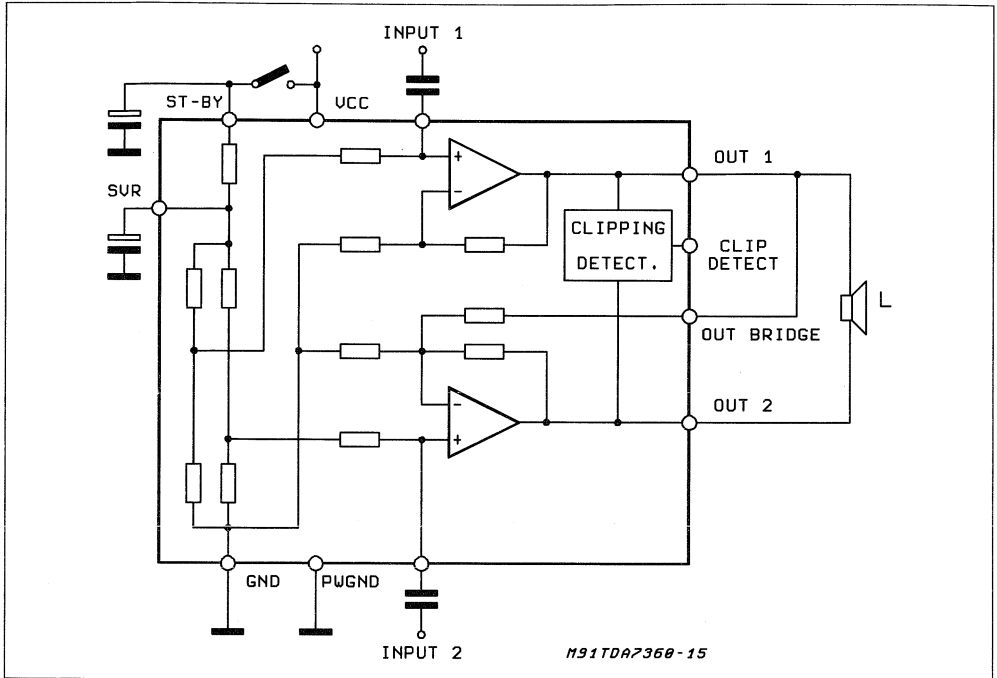 INPUT 1
ST-BY
VCC
SVR
+
-
OUT 1
CLIPPING
DETECT.
CLIP
DETECT
OUT BRIDGE
L
OUT 2
-
+
GND
PWGND
INPUT 2
M91TDA7360-15